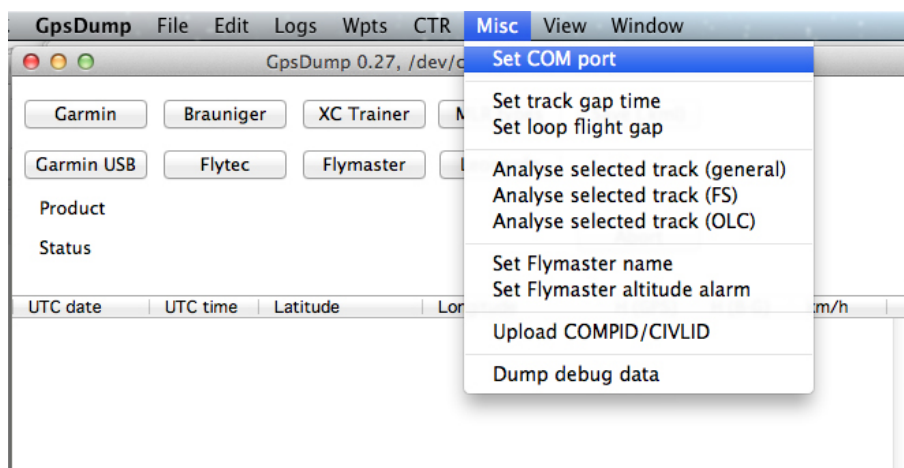 GpsDump File Edit Logs Wpts CTR Misc View Window
GpsDump 0.27, /dev/
Set COM port
Garmin Brauniger XC Trainer
Set track gap time
Set loop flight gap
Garmin USB Flytec Flymaster
Analyse selected track (general)
Analyse selected track (FS)
Analyse selected track (OLC)
Product
Status
Set Flymaster name
Set Flymaster altitude alarm
UTC date UTC time Latitude km/h
Upload COMPID/CIVLID
Dump debug data